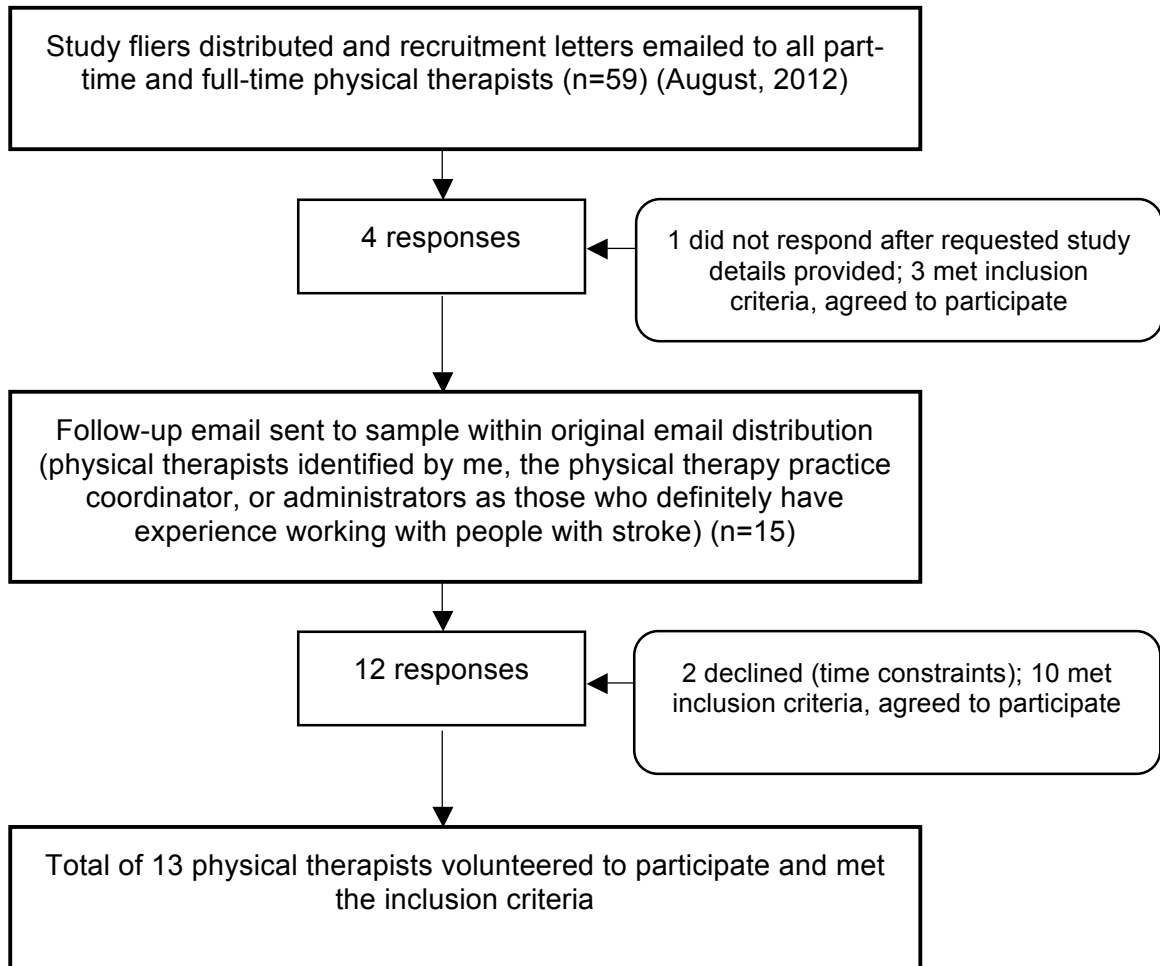 Study fliers distributed and recruitment letters emailed to all part-
time and full-time physical therapists (n=59) (August, 2012)
4 responses
1 did not respond after requested study
details provided; 3 met inclusion
criteria, agreed to participate
Follow-up email sent to sample within original email distribution
(physical therapists identified by me, the physical therapy practice
coordinator, or administrators as those who definitely have
experience working with people with stroke) (n=15)
12 responses
2 declined (time constraints); 10 met
inclusion criteria, agreed to participate
Total of 13 physical therapists volunteered to participate and met
the inclusion criteria